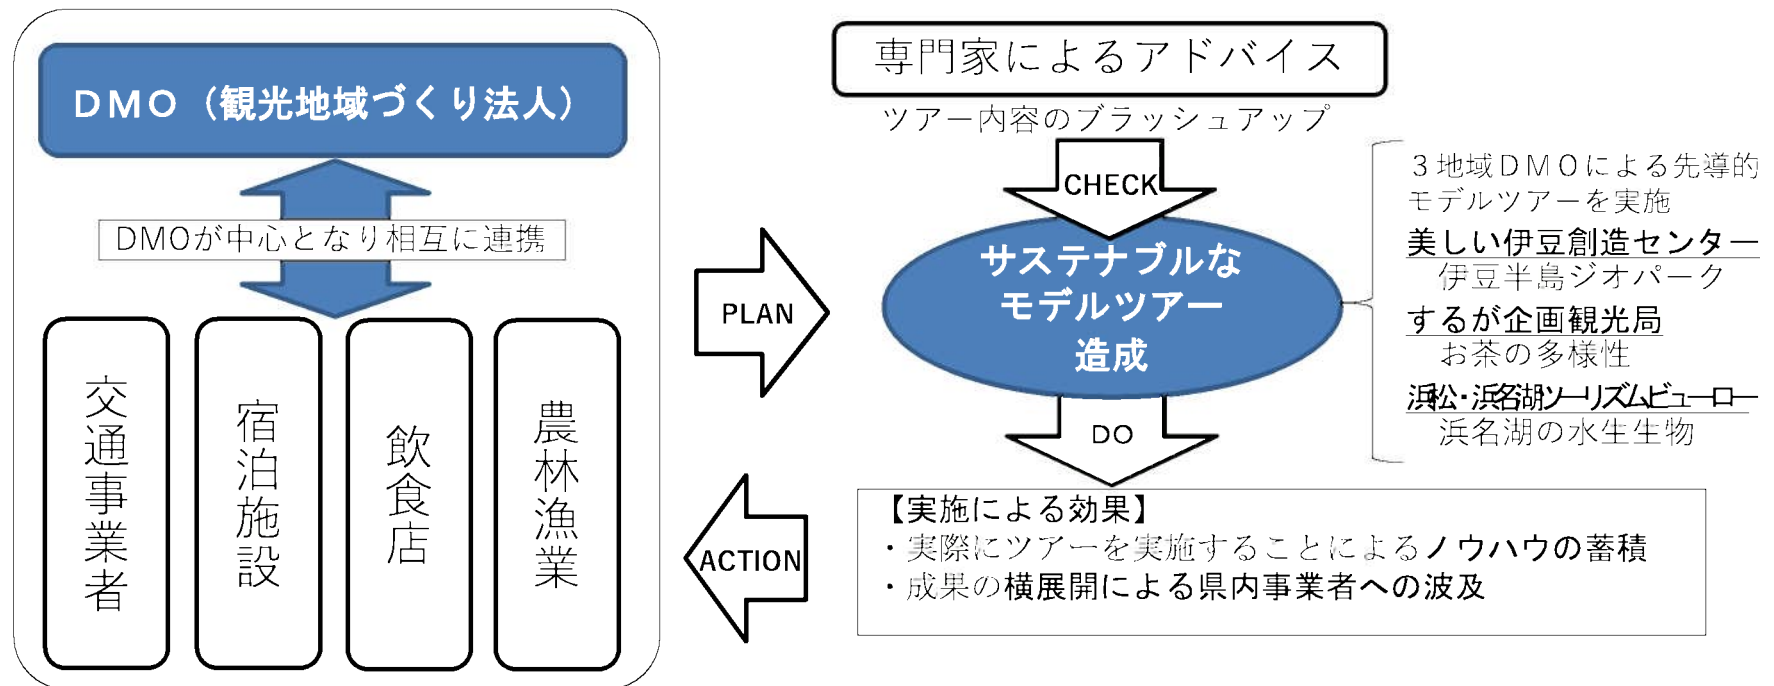 DMO（観光地域づくり法人）
DMOが中心となり相互に連携
交通事業者
宿泊施設
飲食店
農林漁業
PLAN
専門家によるアドバイス
ツアー内容のブラッシュアップ
CHECK
サステナブルな
モデルツアー
造成
３地域ＤＭＯによる先導的
モデルツアーを実施
美しい伊豆創造センター
伊豆半島ジオパーク
するが企画観光局
お茶の多様性
浜松・浜名湖ツーリズムビューロー
浜名湖の水生生物
DO
【実施による効果】
・実際にツアーを実施することによるノウハウの蓄積
・成果の横展開による県内事業者への波及
ACTION